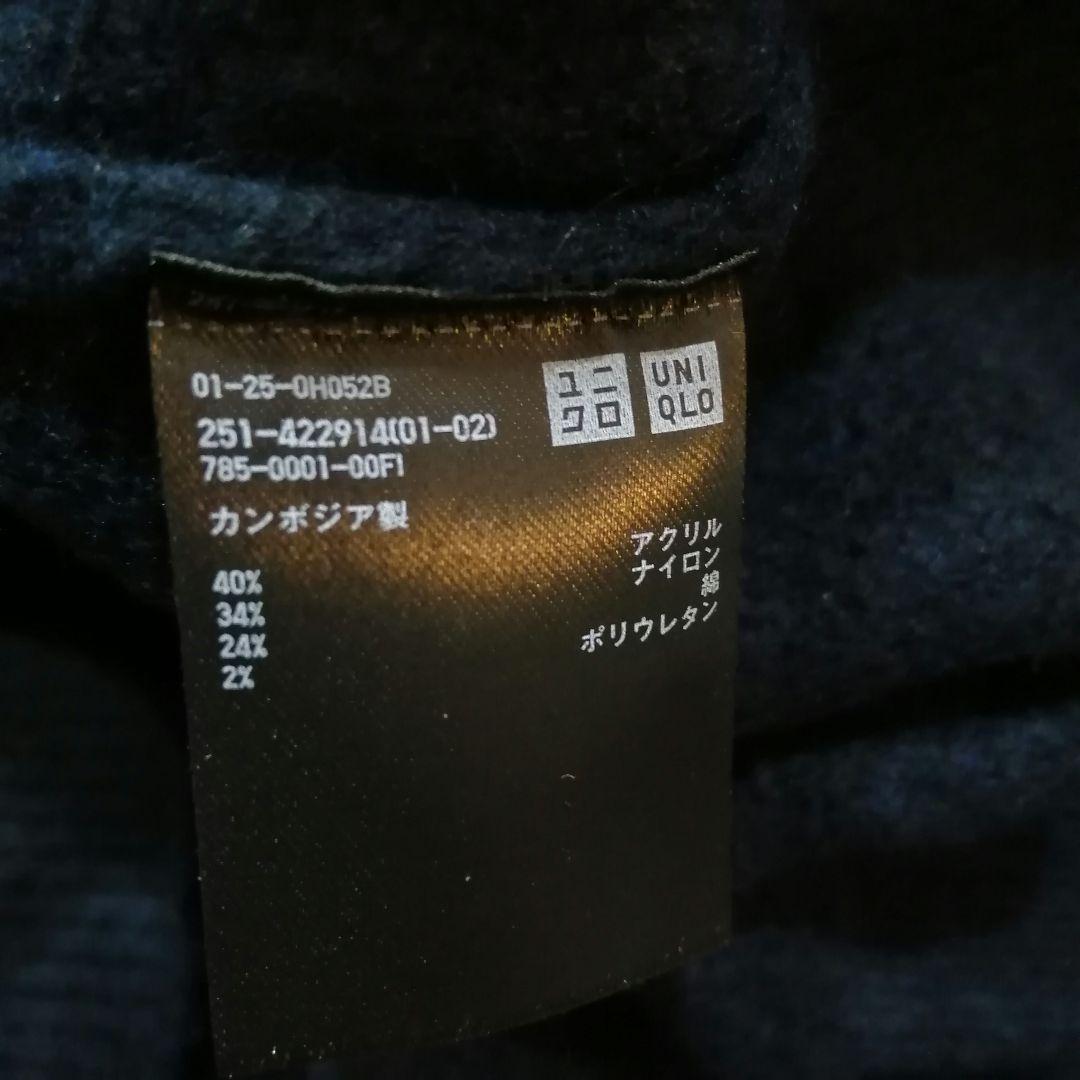 01-25-0H052B
251-422914(01-02)
785-0001-00FI
ユニ
クロ
UNI
QLO
カンボジア製
40% アクリル
34% ナイロン
24% 綿
2% ポリウレタン